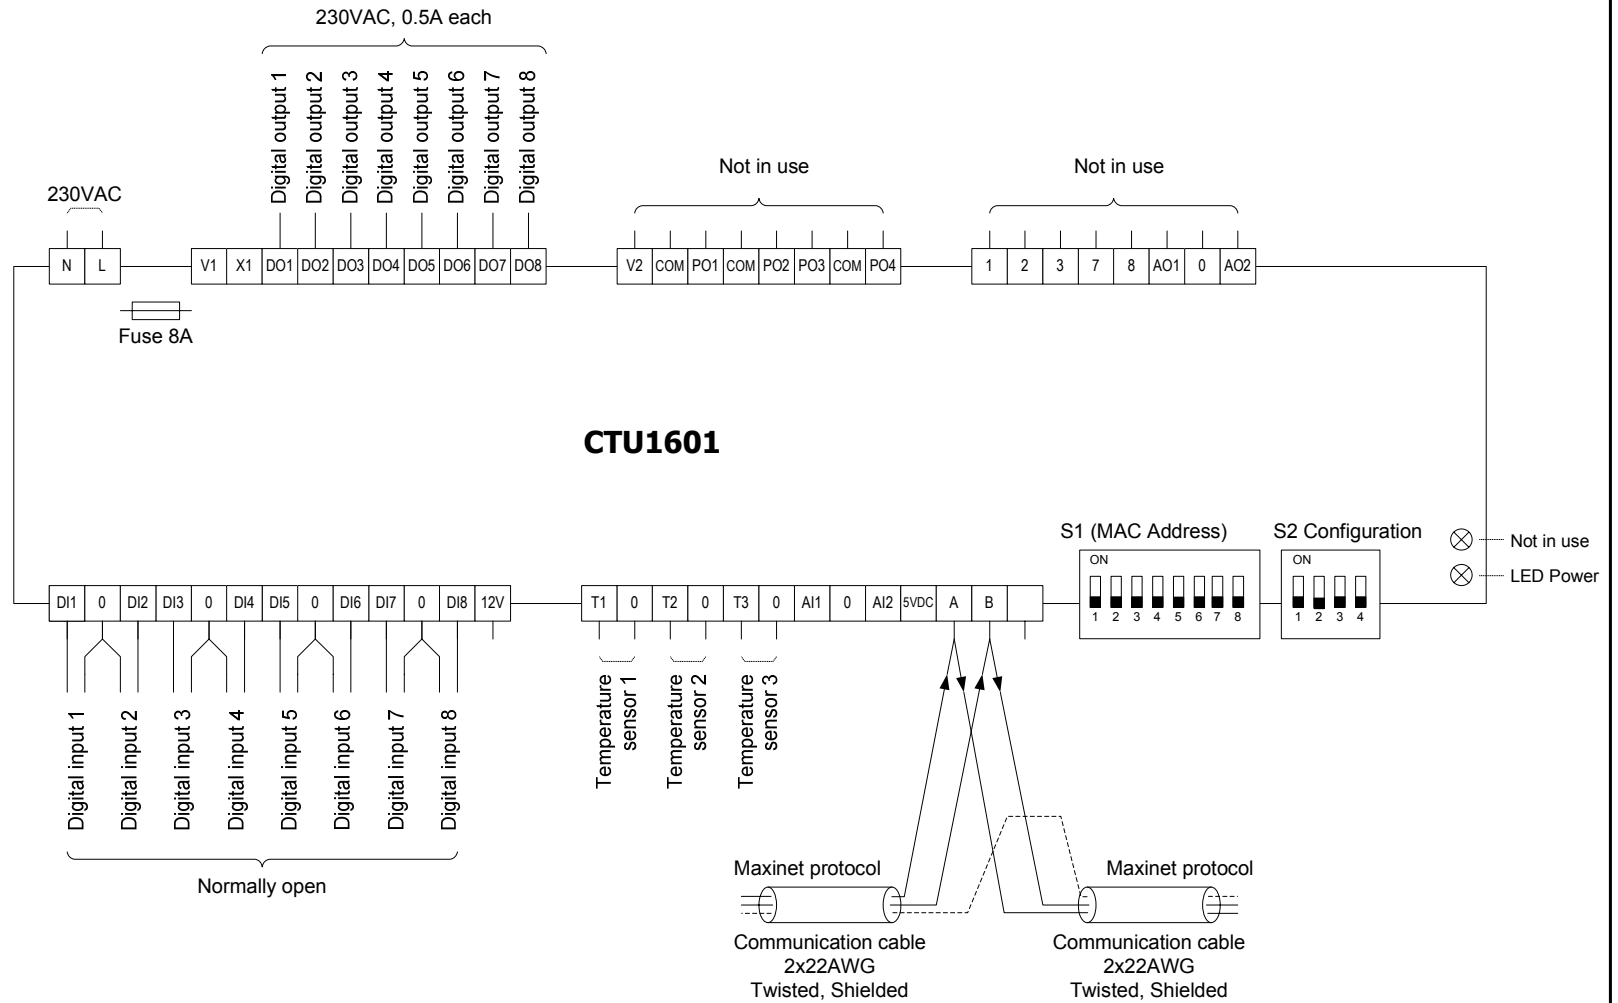 230VAC, 0.5A each
Digital output 1
Digital output 2
Digital output 3
Digital output 4
Digital output 5
Digital output 6
Digital output 7
Digital output 8
230VAC
Not in use
Not in use
N L
V1 X1 DO1 DO2 DO3 DO4 DO5 DO6 DO7 DO8
V2 COM PO1 COM PO2 PO3 COM PO4
1 2 3 7 8 AO1 0 AO2
Fuse 8A
CTU1601
S1 (MAC Address)
ON
1 2 3 4 5 6 7 8
S2 Configuration
ON
1 2 3 4
Not in use
LED Power
DI1 0 DI2 DI3 0 DI4 DI5 0 DI6 DI7 0 DI8 12V
T1 0 T2 0 T3 0 AI1 0 AI2 5VDC A B
Digital input 1
Digital input 2
Digital input 3
Digital input 4
Digital input 5
Digital input 6
Digital input 7
Digital input 8
Normally open
Temperature
sensor 1
Temperature
sensor 2
Temperature
sensor 3
Maxinet protocol
Communication cable
2x22AWG
Twisted, Shielded
Maxinet protocol
Communication cable
2x22AWG
Twisted, Shielded